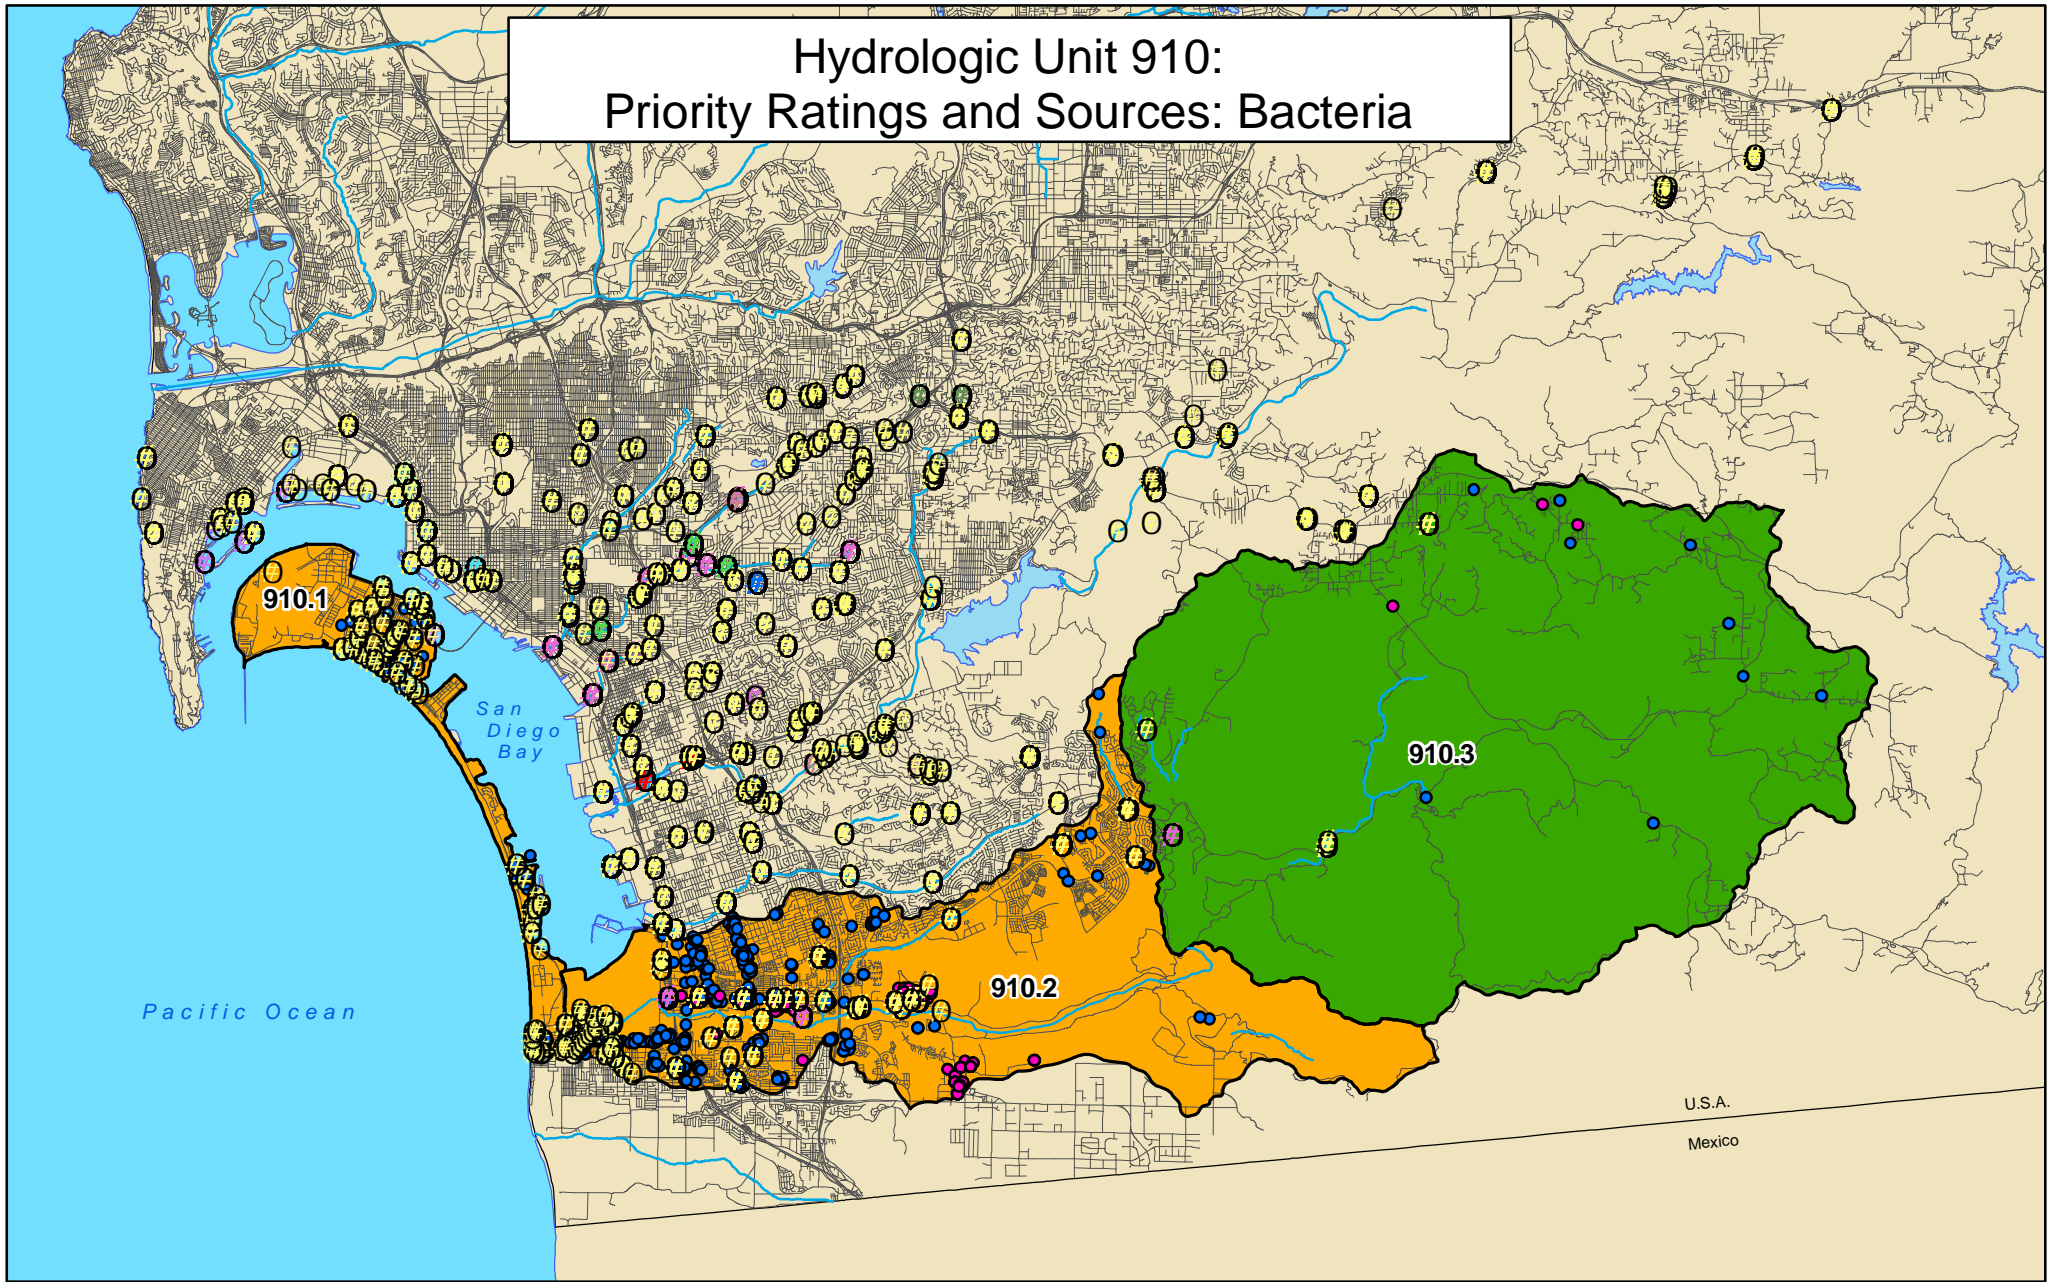 Hydrologic Unit 910:
Priority Ratings and Sources: Bacteria
910.1
San
Diego
Bay
910.3
910.2
Pacific Ocean
U.S.A.
Mexico